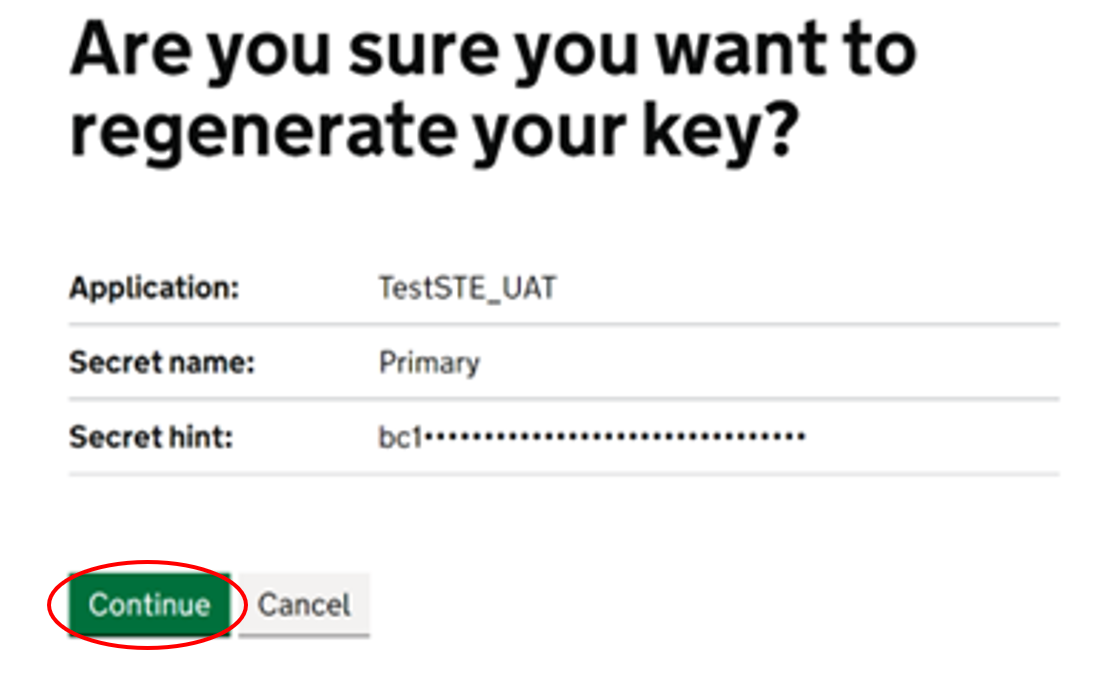 Are you sure you want to
regenerate your key?
Application: TestSTE_UAT
Secret name: Primary
Secret hint: bc1••••••••••••••••••••••••••••••••
Continue Cancel